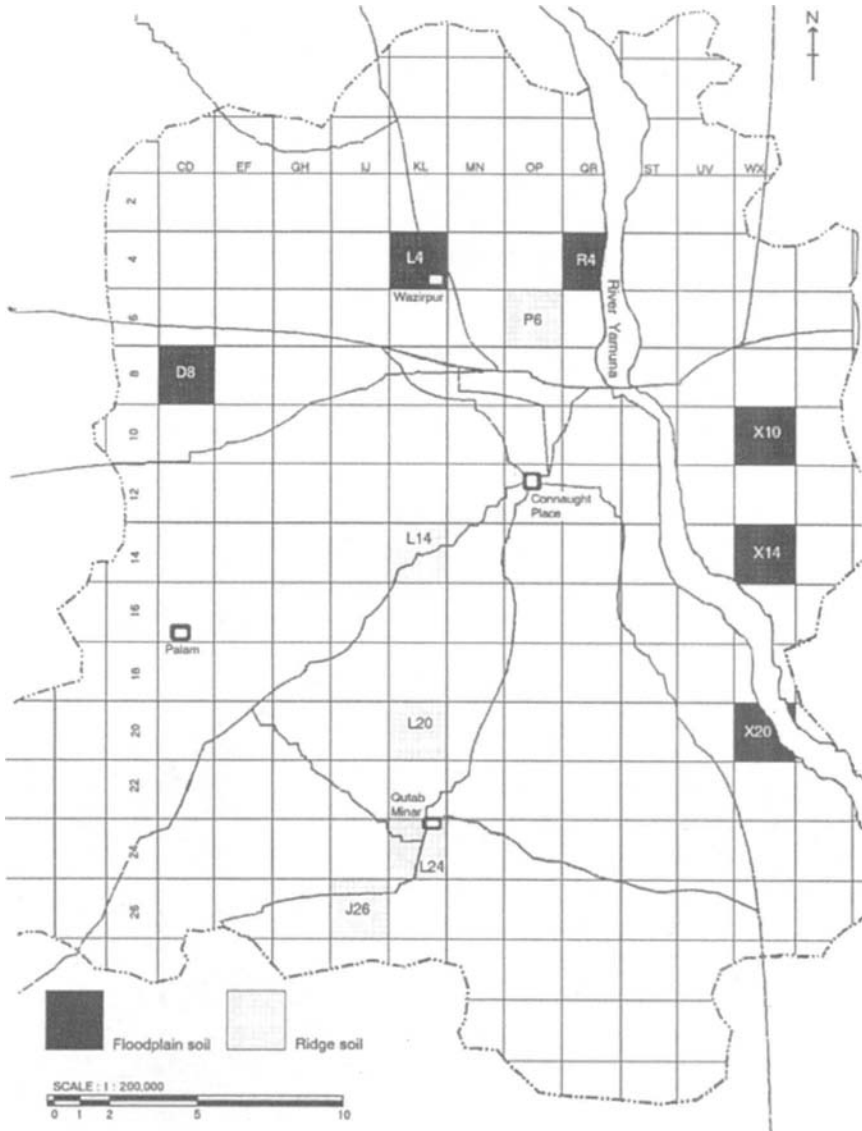 N
CD EF GH IJ KL MN OP QR ST UV WX
2
4
L4
R4
Wazirpur
River Yamuna
6
P6
8
D8
10
X10
12
Connaught
Place
14
L14
X14
16
Palam
18
20
L20
X20
22
Qutab
Minar
24
L24
26
J26
Floodplain soil
Ridge soil
SCALE : 1 : 200,000
0 1 2 5 10